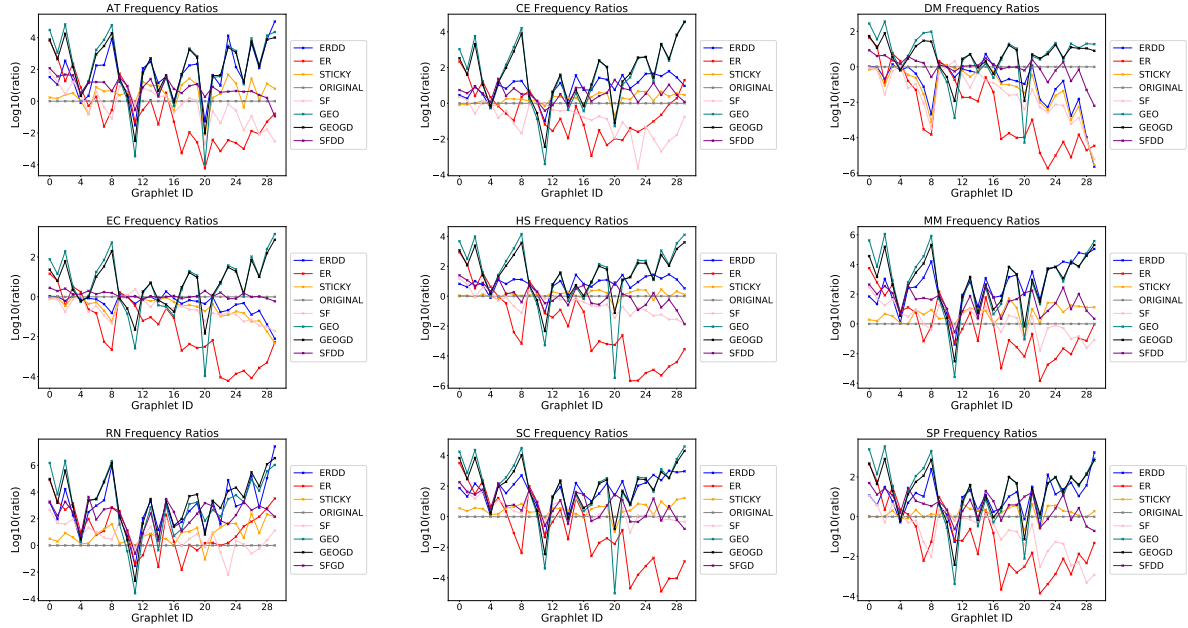 AT Frequency Ratios
Log10(ratio)
4
2
0
−2
−4
0 4 8 12 16 20 24 28
Graphlet ID
ERDD
ER
STICKY
ORIGINAL
SF
GEO
GEOGD
SFDD
CE Frequency Ratios
Log10(ratio)
4
2
0
−2
−4
0 4 8 12 16 20 24 28
Graphlet ID
ERDD
ER
STICKY
ORIGINAL
SF
GEO
GEOGD
SFDD
DM Frequency Ratios
Log10(ratio)
2
0
−2
−4
−6
0 4 8 12 16 20 24 28
Graphlet ID
ERDD
ER
STICKY
ORIGINAL
SF
GEO
GEOGD
SFDD
EC Frequency Ratios
Log10(ratio)
2
0
−2
−4
0 4 8 12 16 20 24 28
Graphlet ID
ERDD
ER
STICKY
ORIGINAL
SF
GEO
GEOGD
SFDD
HS Frequency Ratios
Log10(ratio)
4
2
0
−2
−4
−6
0 4 8 12 16 20 24 28
Graphlet ID
ERDD
ER
STICKY
ORIGINAL
SF
GEO
GEOGD
SFDD
MM Frequency Ratios
Log10(ratio)
6
4
2
0
−2
−4
0 4 8 12 16 20 24 28
Graphlet ID
ERDD
ER
STICKY
ORIGINAL
SF
GEO
GEOGD
SFDD
RN Frequency Ratios
Log10(ratio)
6
4
2
0
−2
−4
0 4 8 12 16 20 24 28
Graphlet ID
ERDD
ER
STICKY
ORIGINAL
SF
GEO
GEOGD
SFGD
SC Frequency Ratios
Log10(ratio)
4
2
0
−2
−4
0 4 8 12 16 20 24 28
Graphlet ID
ERDD
ER
STICKY
ORIGINAL
SF
GEO
GEOGD
SFGD
SP Frequency Ratios
Log10(ratio)
2
0
−2
−4
0 4 8 12 16 20 24 28
Graphlet ID
ERDD
ER
STICKY
ORIGINAL
SF
GEO
GEOGD
SFDD